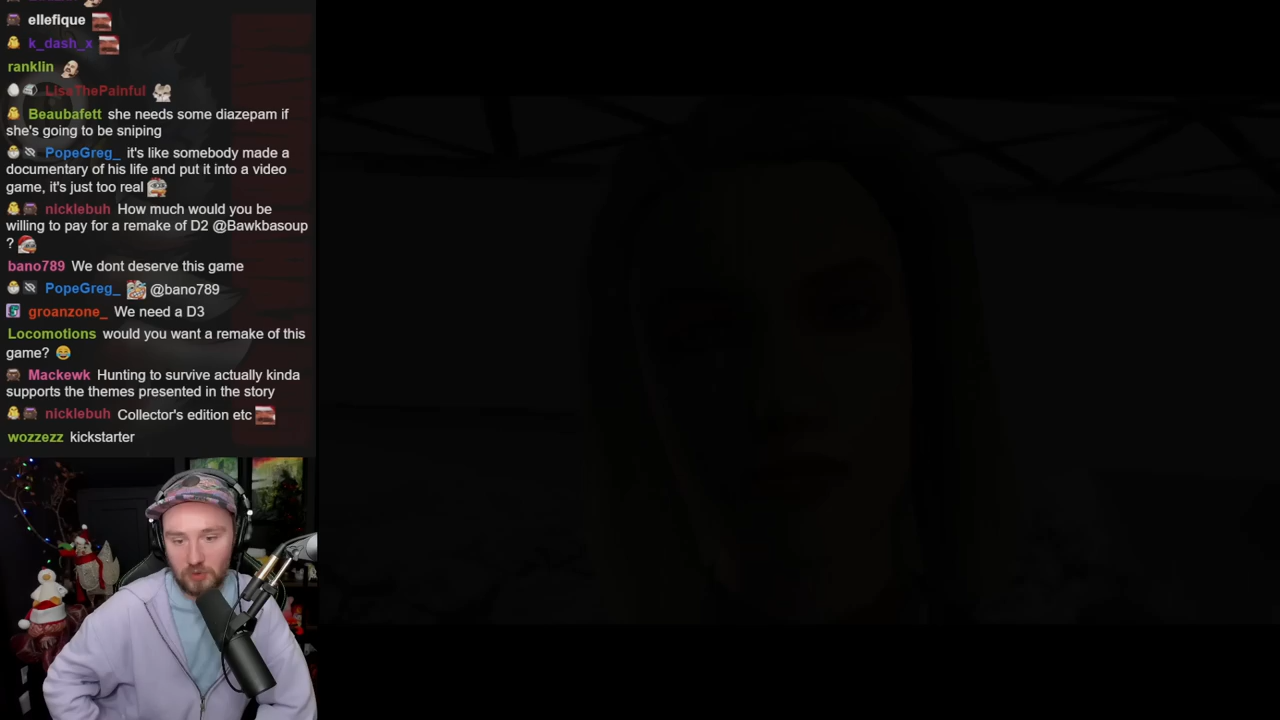 ellefique
k_dash_x
ranklin
LisaThePainful
Beaubafett she needs some diazepam if
she's going to be sniping
PopeGreg_ it's like somebody made a
documentary of his life and put it into a video
game, it's just too real
nicklebuh How much would you be
willing to pay for a remake of D2 @Bawkbasoup
?
bano789 We dont deserve this game
PopeGreg_ @bano789
groanzone_ We need a D3
Locomotlons would you want a remake of this
game? 😂
Mackewk Hunting to survive actually kinda
supports the themes presented in the story
nicklebuh Collector's edition etc
wozzezz kickstarter